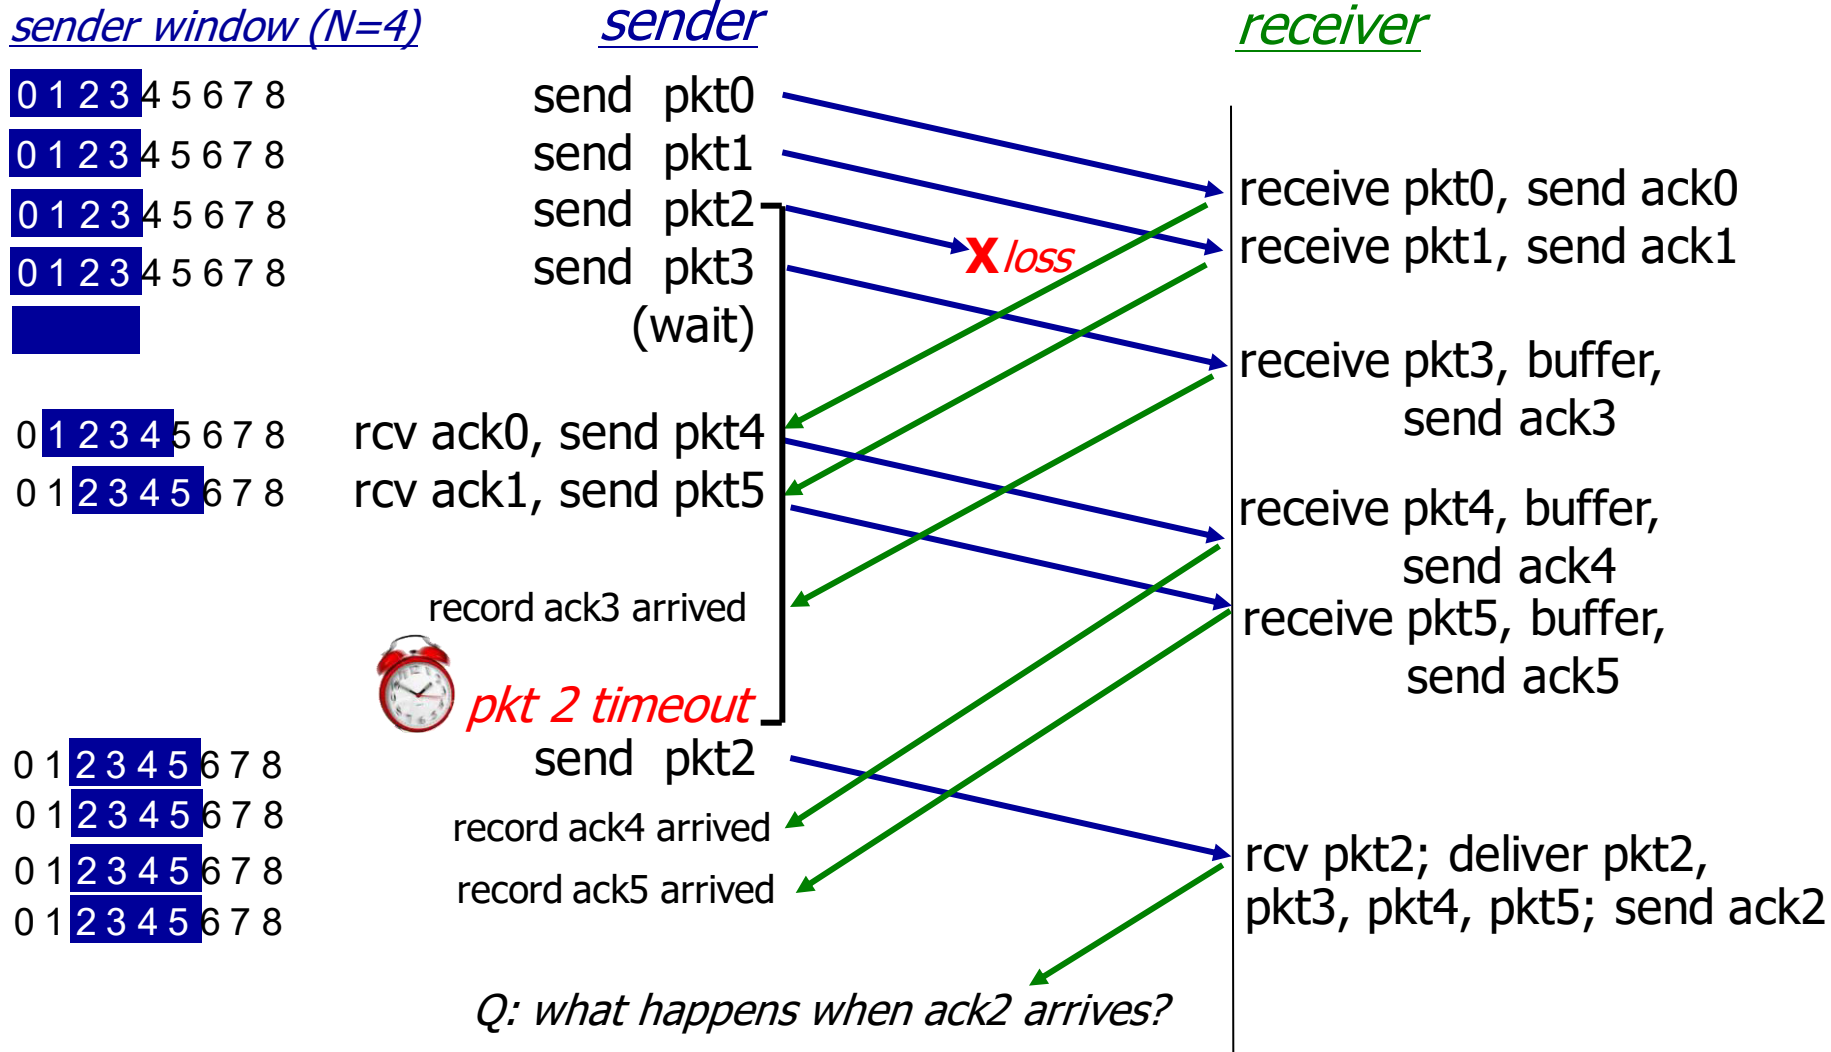 sender window (N=4) sender receiver
0 1 2 3 4 5 6 7 8 send pkt0
0 1 2 3 4 5 6 7 8 send pkt1
receive pkt0, send ack0
0 1 2 3 4 5 6 7 8 send pkt2
X loss
receive pkt1, send ack1
0 1 2 3 4 5 6 7 8 send pkt3
(wait)
receive pkt3, buffer,
send ack3
0 1 2 3 4 5 6 7 8 rcv ack0, send pkt4
0 1 2 3 4 5 6 7 8 rcv ack1, send pkt5
receive pkt4, buffer,
send ack4
record ack3 arrived
receive pkt5, buffer,
send ack5
pkt 2 timeout
0 1 2 3 4 5 6 7 8 send pkt2
0 1 2 3 4 5 6 7 8 record ack4 arrived
rcv pkt2; deliver pkt2,
0 1 2 3 4 5 6 7 8 record ack5 arrived
pkt3, pkt4, pkt5; send ack2
0 1 2 3 4 5 6 7 8
Q: what happens when ack2 arrives?